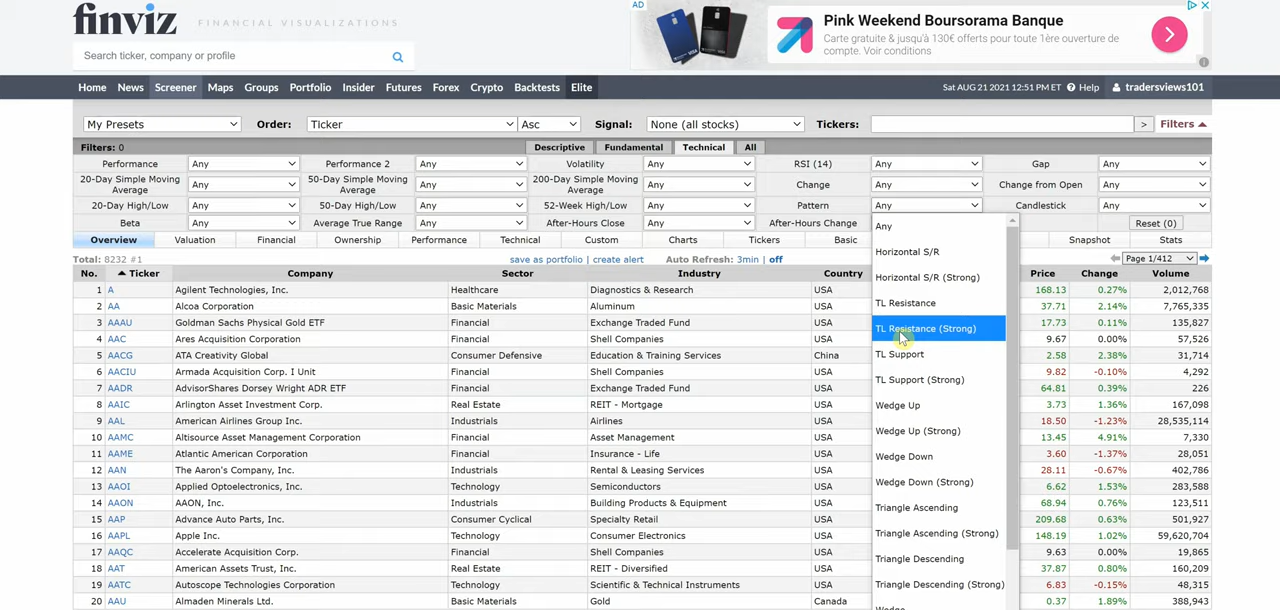 finviz FINANCIAL VISUALIZATIONS
AD
Pink Weekend Boursorama Banque
Carte gratuite & jusqu'à 130€ offerts pour toute 1ère ouverture de
compte. Voir conditions
Search ticker, company or profile
Home News Screener Maps Groups Portfolio Insider Futures Forex Crypto Backtests Elite Sat AUG 21 2021 12:51 PM ET Help tradersviews101
My Presets Order: Ticker Asc Signal: None (all stocks) Tickers: > Filters
Filters: 0 Descriptive Fundamental Technical All
Performance Any Performance 2 Any Volatility Any RSI (14) Any Gap Any
20-Day Simple Moving Average Any 50-Day Simple Moving Average Any 200-Day Simple Moving Average Any Change Any Change from Open Any
20-Day High/Low Any 50-Day High/Low Any 52-Week High/Low Any Pattern Any Candlestick Any
Beta Any Average True Range Any After-Hours Close Any After-Hours Change Reset (0)
Any
Horizontal S/R
Horizontal S/R (Strong)
TL Resistance
TL Resistance (Strong)
TL Support
TL Support (Strong)
Wedge Up
Wedge Up (Strong)
Wedge Down
Wedge Down (Strong)
Triangle Ascending
Triangle Ascending (Strong)
Triangle Descending
Triangle Descending (Strong)
Wedge
Overview Valuation Financial Ownership Performance Technical Custom Charts Tickers Basic Snapshot Stats
Total: 8232 #1 save as portfolio | create alert Auto Refresh: 3min | off Page 1/412
No. Ticker Company Sector Industry Country Price Change Volume
1 A Agilent Technologies, Inc. Healthcare Diagnostics & Research USA 168.13 0.27% 2,012,768
2 AA Alcoa Corporation Basic Materials Aluminum USA 37.71 2.14% 7,765,335
3 AAAU Goldman Sachs Physical Gold ETF Financial Exchange Traded Fund USA 17.73 0.11% 135,827
4 AAC Ares Acquisition Corporation Financial Shell Companies USA 9.67 0.00% 57,526
5 AACG ATA Creativity Global Consumer Defensive Education & Training Services China 2.58 2.38% 31,714
6 AACIU Armada Acquisition Corp. I Unit Financial Shell Companies USA 9.82 -0.10% 4,292
7 AADR AdvisorShares Dorsey Wright ADR ETF Financial Exchange Traded Fund USA 64.81 0.39% 226
8 AAIC Arlington Asset Investment Corp. Real Estate REIT - Mortgage USA 3.73 1.36% 167,098
9 AAL American Airlines Group Inc. Industrials Airlines USA 18.50 -1.23% 28,535,114
10 AAMC Altisource Asset Management Corporation Financial Asset Management USA 13.45 4.91% 7,330
11 AAME Atlantic American Corporation Financial Insurance - Life USA 3.60 -1.37% 28,051
12 AAN The Aaron's Company, Inc. Industrials Rental & Leasing Services USA 28.11 -0.67% 402,786
13 AAOI Applied Optoelectronics, Inc. Technology Semiconductors USA 6.62 1.53% 283,588
14 AAON AAON, Inc. Industrials Building Products & Equipment USA 68.94 0.76% 123,511
15 AAP Advance Auto Parts, Inc. Consumer Cyclical Specialty Retail USA 209.68 0.63% 501,927
16 AAPL Apple Inc. Technology Consumer Electronics USA 148.19 1.02% 59,620,704
17 AAQC Accelerate Acquisition Corp. Financial Shell Companies USA 9.63 0.00% 19,865
18 AAT American Assets Trust, Inc. Real Estate REIT - Diversified USA 37.87 0.80% 160,209
19 AATC Autoscope Technologies Corporation Technology Scientific & Technical Instruments USA 6.83 -0.15% 48,315
20 AAU Almaden Minerals Ltd. Basic Materials Gold Canada 0.37 1.89% 388,943